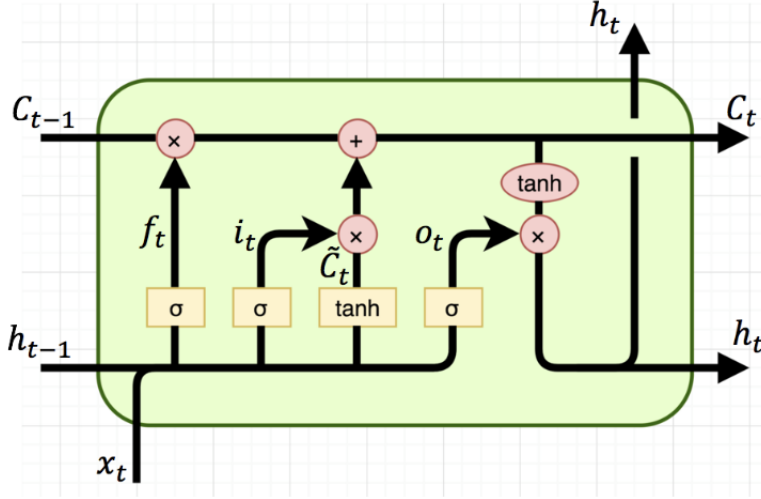 h_t
C_{t-1} C_t
× +
tanh
f_t i_t × o_t ×
C̃_t
σ σ tanh σ
h_{t-1} h_t
x_t